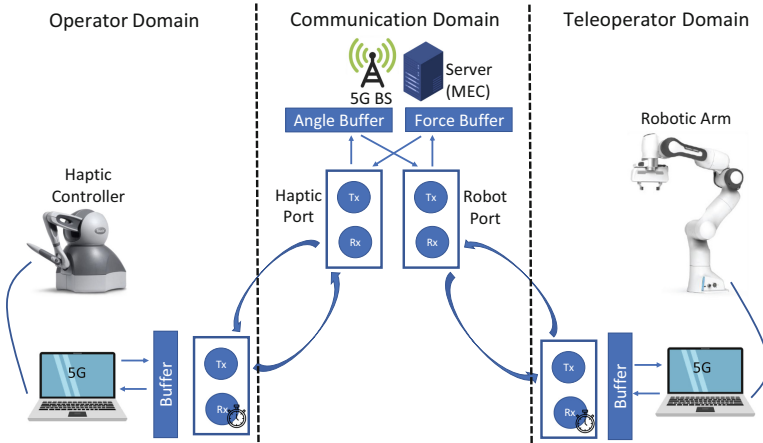 Operator Domain
Communication Domain
Teleoperator Domain
5G BS
Server
(MEC)
Angle Buffer
Force Buffer
Robotic Arm
Haptic
Controller
Haptic
Port
Tx
Rx
Tx
Rx
Robot
Port
5G
Buffer
Tx
Rx
Tx
Rx
Buffer
5G